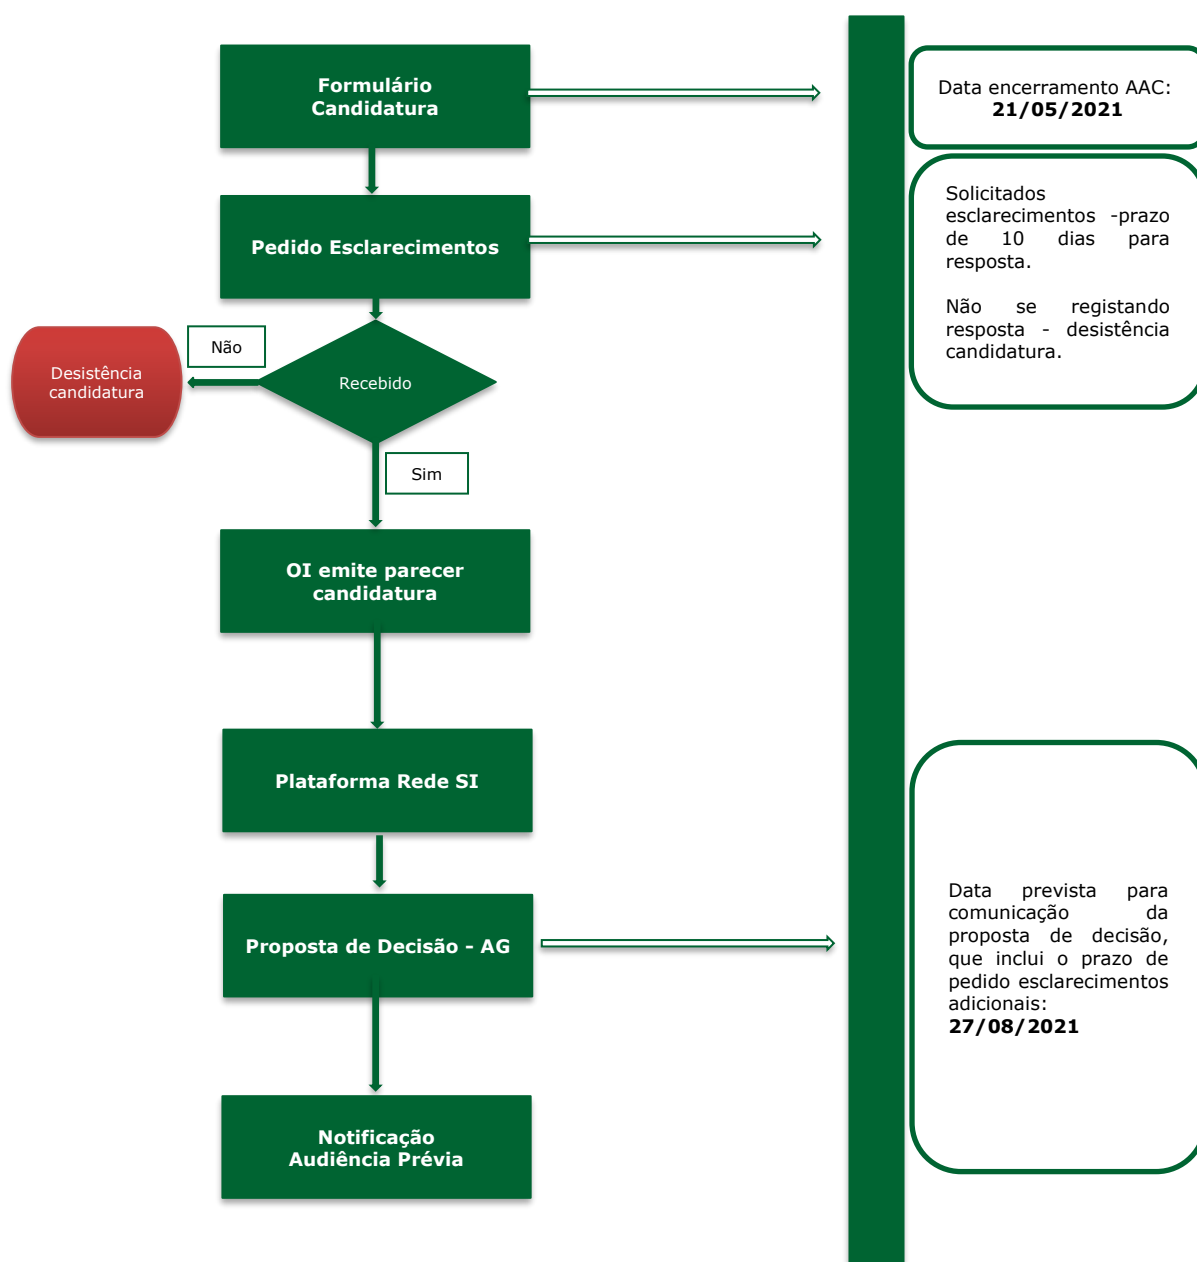 Formulário
Candidatura
Data encerramento AAC:
21/05/2021
Pedido Esclarecimentos
Solicitados
esclarecimentos -prazo
de 10 dias para
resposta.
Não se registando
resposta - desistência
candidatura.
Não
Desistência
candidatura
Recebido
Sim
OI emite parecer
candidatura
Plataforma Rede SI
Proposta de Decisão - AG
Data prevista para
comunicação da
proposta de decisão,
que inclui o prazo de
pedido esclarecimentos
adicionais:
27/08/2021
Notificação
Audiência Prévia